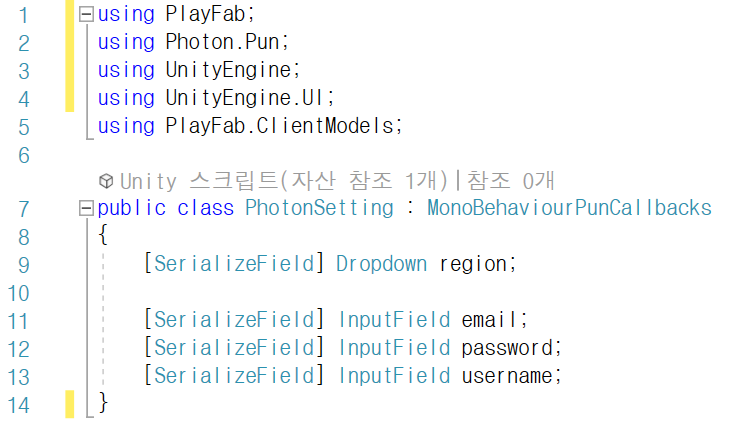 1 using PlayFab;
2 using Photon.Pun;
3 using UnityEngine;
4 using UnityEngine.UI;
5 using PlayFab.ClientModels;
6
Unity 스크립트(자산 참조 1개)|참조 0개
7 public class PhotonSetting : MonoBehaviourPunCallbacks
8 {
9 [SerializeField] Dropdown region;
10
11 [SerializeField] InputField email;
12 [SerializeField] InputField password;
13 [SerializeField] InputField username;
14 }